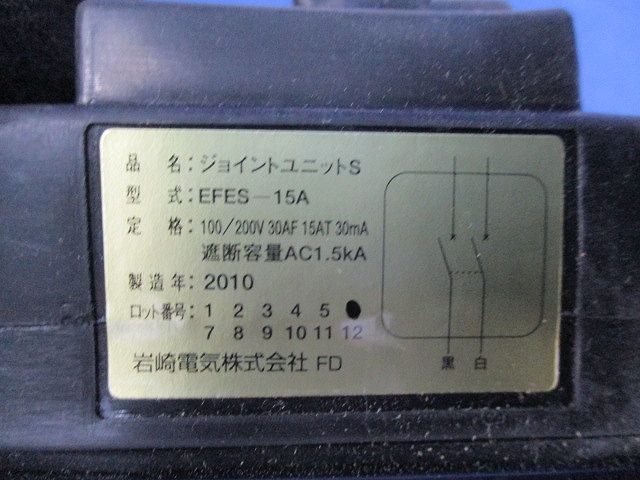 品 名：ジョイントユニットS
型 式：EFES－15A
定 格：100/200V 30AF 15AT 30mA
遮断容量AC1.5kA
製造年：2010
ロット番号：1 2 3 4 5
7 8 9 10 11 12
岩崎電気株式会社 FD
黒 白